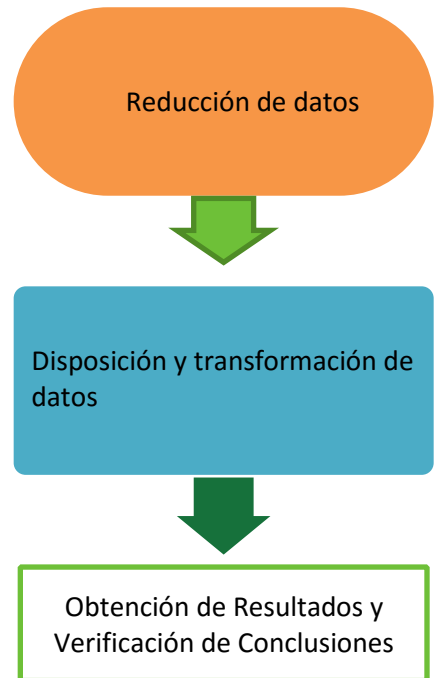 Reducción de datos
Disposición y transformación de
datos
Obtención de Resultados y
Verificación de Conclusiones